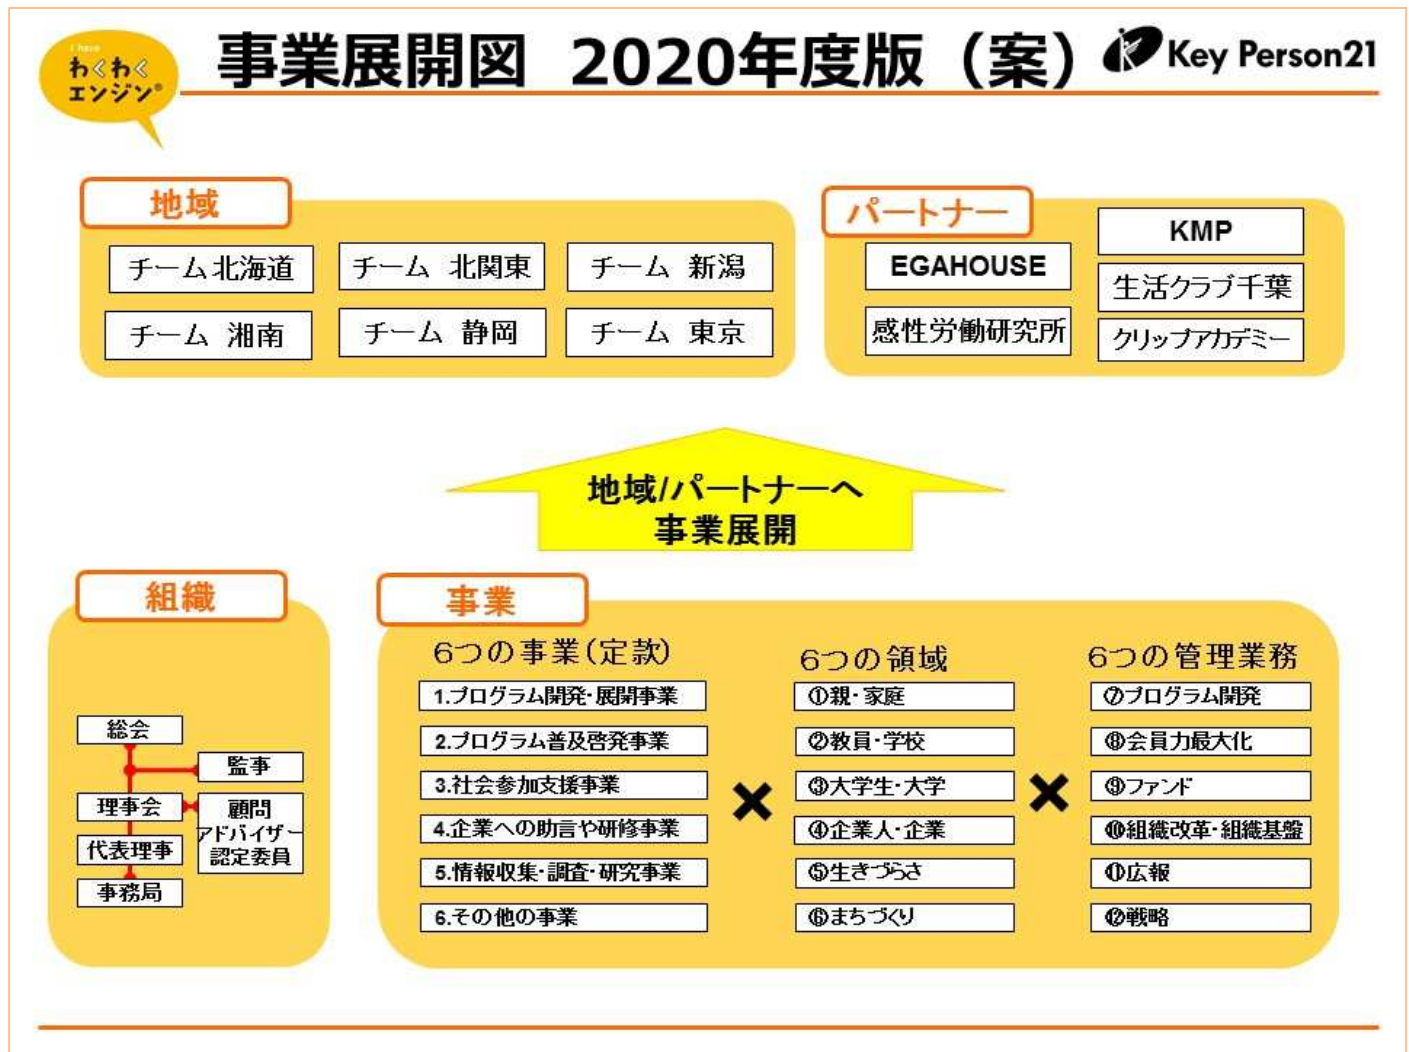 I have
わくわく
エンジン®
事業展開図 2020年度版（案）
Key Person21
地域
チーム北海道
チーム 北関東
チーム 新潟
チーム 湘南
チーム 静岡
チーム 東京
パートナー
EGAHOUSE
感性労働研究所
KMP
生活クラブ千葉
クリップアカデミー
地域/パートナーへ
事業展開
組織
総会
監事
理事会
顧問
アドバイザー
認定委員
代表理事
事務局
事業
6つの事業(定款)
1.プログラム開発・展開事業
2.プログラム普及啓発事業
3.社会参加支援事業
4.企業への助言や研修事業
5.情報収集・調査・研究事業
6.その他の事業
×
6つの領域
①親・家庭
②教員・学校
③大学生・大学
④企業人・企業
⑤生きづらさ
⑥まちづくり
×
6つの管理業務
⑦プログラム開発
⑧会員力最大化
⑨ファンド
⑩組織改革・組織基盤
⑪広報
⑫戦略